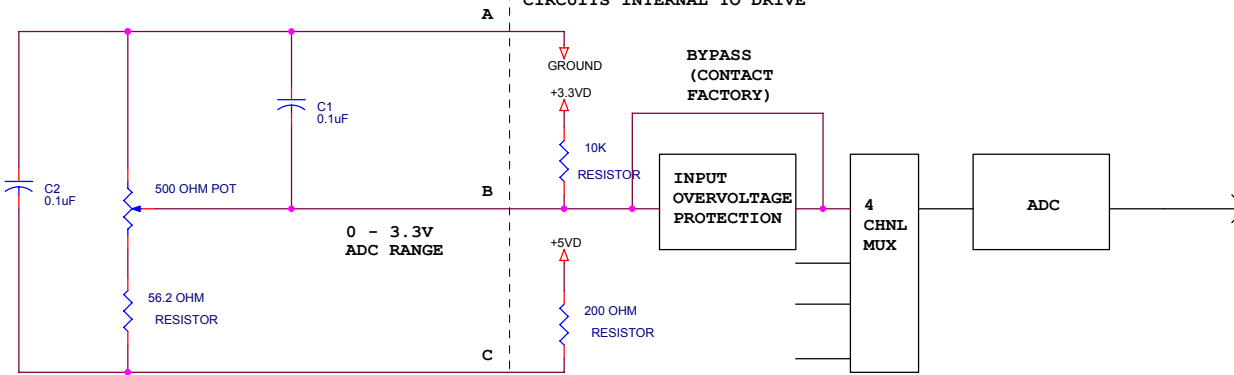 CIRCUITS INTERNAL TO DRIVE
A
GROUND
BYPASS
(CONTACT
FACTORY)
+3.3VD
C1
0.1uF
10K
RESISTOR
C2
0.1uF
500 OHM POT
B
INPUT
OVERVOLTAGE
PROTECTION
4
CHNL
MUX
ADC
0 - 3.3V
ADC RANGE
+5VD
56.2 OHM
RESISTOR
200 OHM
RESISTOR
C